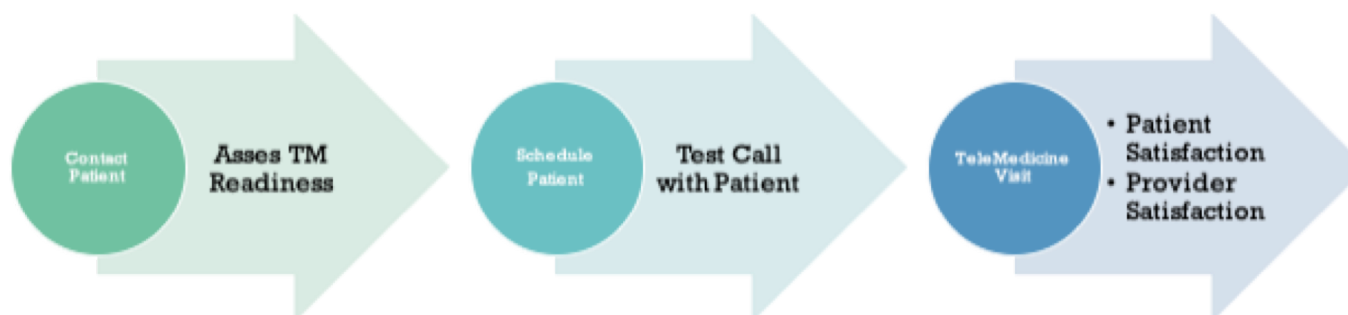 Contact
Patient
Asses TM
Readiness
Schedule
Patient
Test Call
with Patient
TeleMedicine
Visit
• Patient
Satisfaction
• Provider
Satisfaction